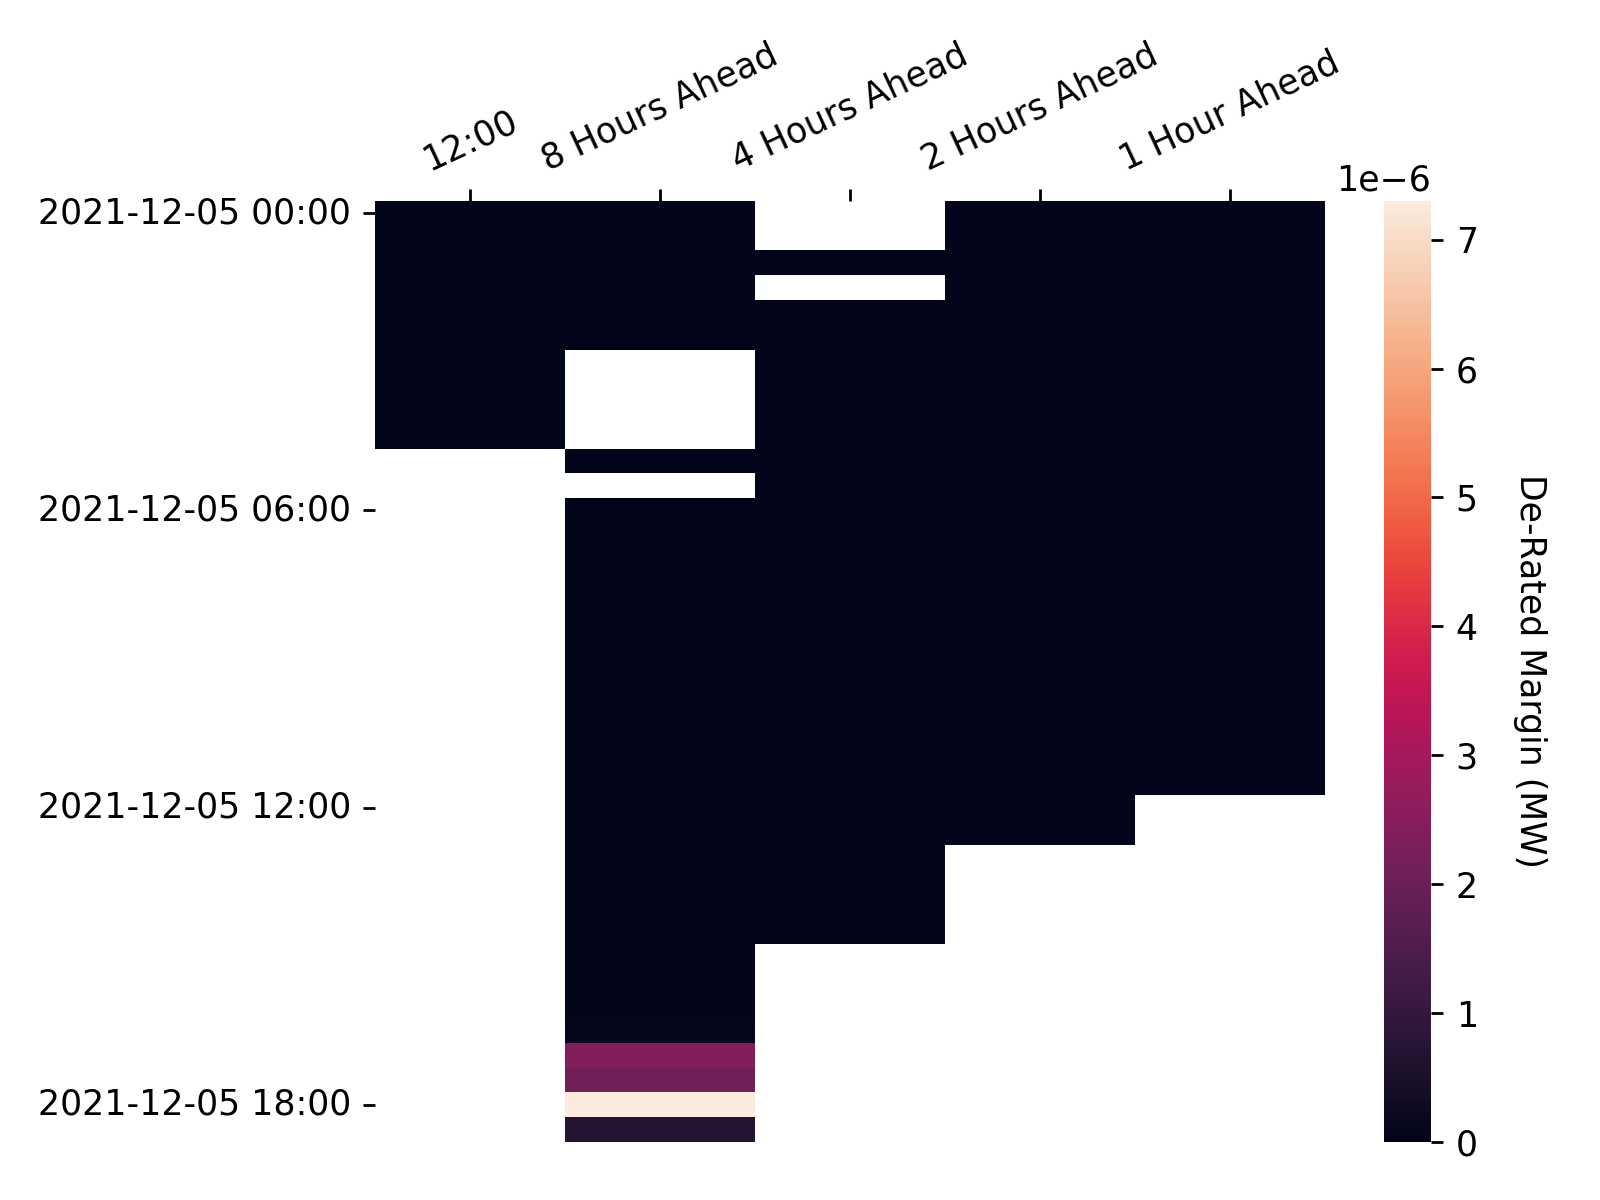 12:00
8 Hours Ahead
4 Hours Ahead
2 Hours Ahead
1 Hour Ahead
1e−6
2021-12-05 00:00
2021-12-05 06:00
2021-12-05 12:00
2021-12-05 18:00
7
6
5
4
3
2
1
0
De-Rated Margin (MW)